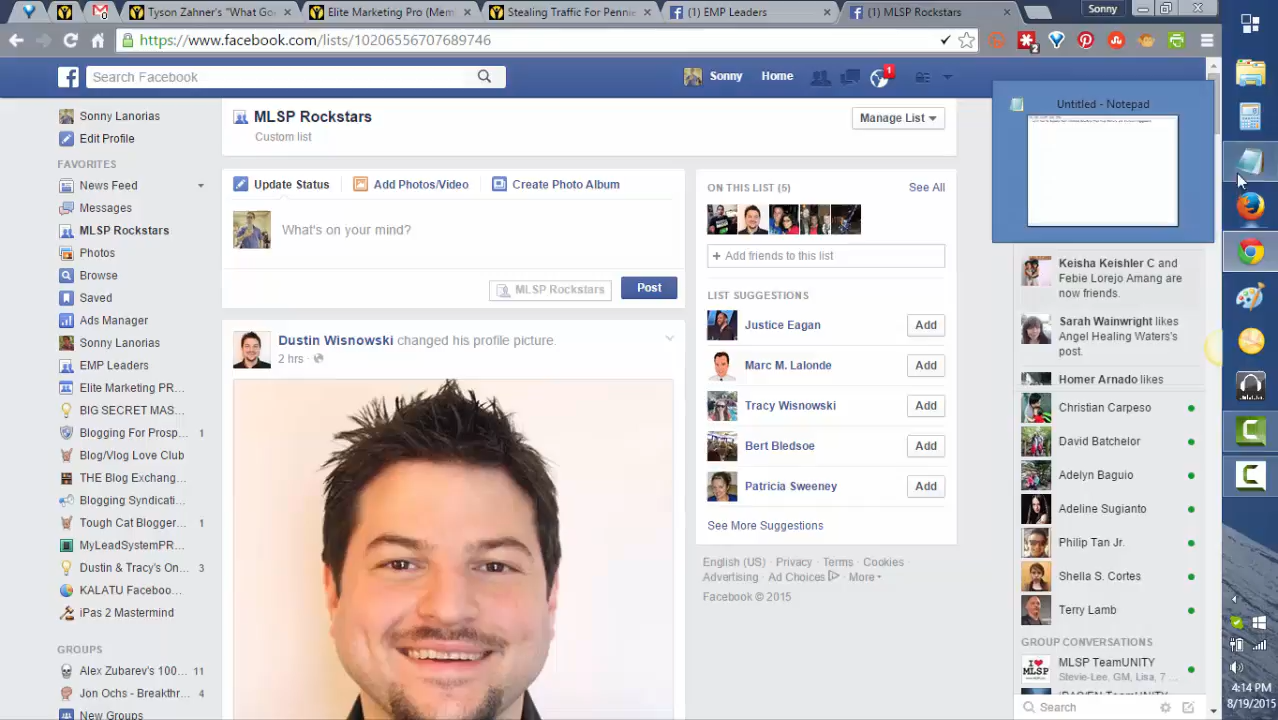 Tyson Zahner's "What Go
Elite Marketing Pro (Mem
Stealing Traffic For Pennie
(1) EMP Leaders
(1) MLSP Rockstars
Sonny
https://www.facebook.com/lists/10206556707689746
2
Search Facebook
Sonny
Home
1
Sonny Lanorias
Edit Profile
FAVORITES
News Feed
Messages
MLSP Rockstars
Photos
Browse
Saved
Ads Manager
Sonny Lanorias
EMP Leaders
Elite Marketing PR...
BIG SECRET MAS...
Blogging For Prosp... 1
Blog/Vlog Love Club
THE Blog Exchang...
Blogging Syndicati...
Tough Cat Blogger... 1
MyLeadSystemPR...
Dustin & Tracy's On... 3
KALATU Faceboo...
iPas 2 Mastermind
GROUPS
Alex Zubarev's 100... 11
Jon Ochs - Breakthr... 4
New Groups
MLSP Rockstars
Custom list
Manage List
Update Status
Add Photos/Video
Create Photo Album
What's on your mind?
MLSP Rockstars
Post
Dustin Wisnowski changed his profile picture.
2 hrs
ON THIS LIST (5)
See All
+ Add friends to this list
LIST SUGGESTIONS
Justice Eagan Add
Marc M. Lalonde Add
Tracy Wisnowski Add
Bert Bledsoe Add
Patricia Sweeney Add
See More Suggestions
English (US) · Privacy · Terms · Cookies
Advertising · Ad Choices · More
Facebook © 2015
Untitled - Notepad
Keisha Keishler C and
Febie Lorejo Amang are
now friends.
Sarah Wainwright likes
Angel Healing Waters's
post.
Homer Arnado likes
Christian Carpeso
David Batchelor
Adelyn Baguio
Adeline Sugianto
Philip Tan Jr.
Shella S. Cortes
Terry Lamb
GROUP CONVERSATIONS
I ♥
MLSP
MLSP TeamUNITY
Stevie-Lee, GM, Lisa, 7 ...
Search
4:14 PM
8/19/2015